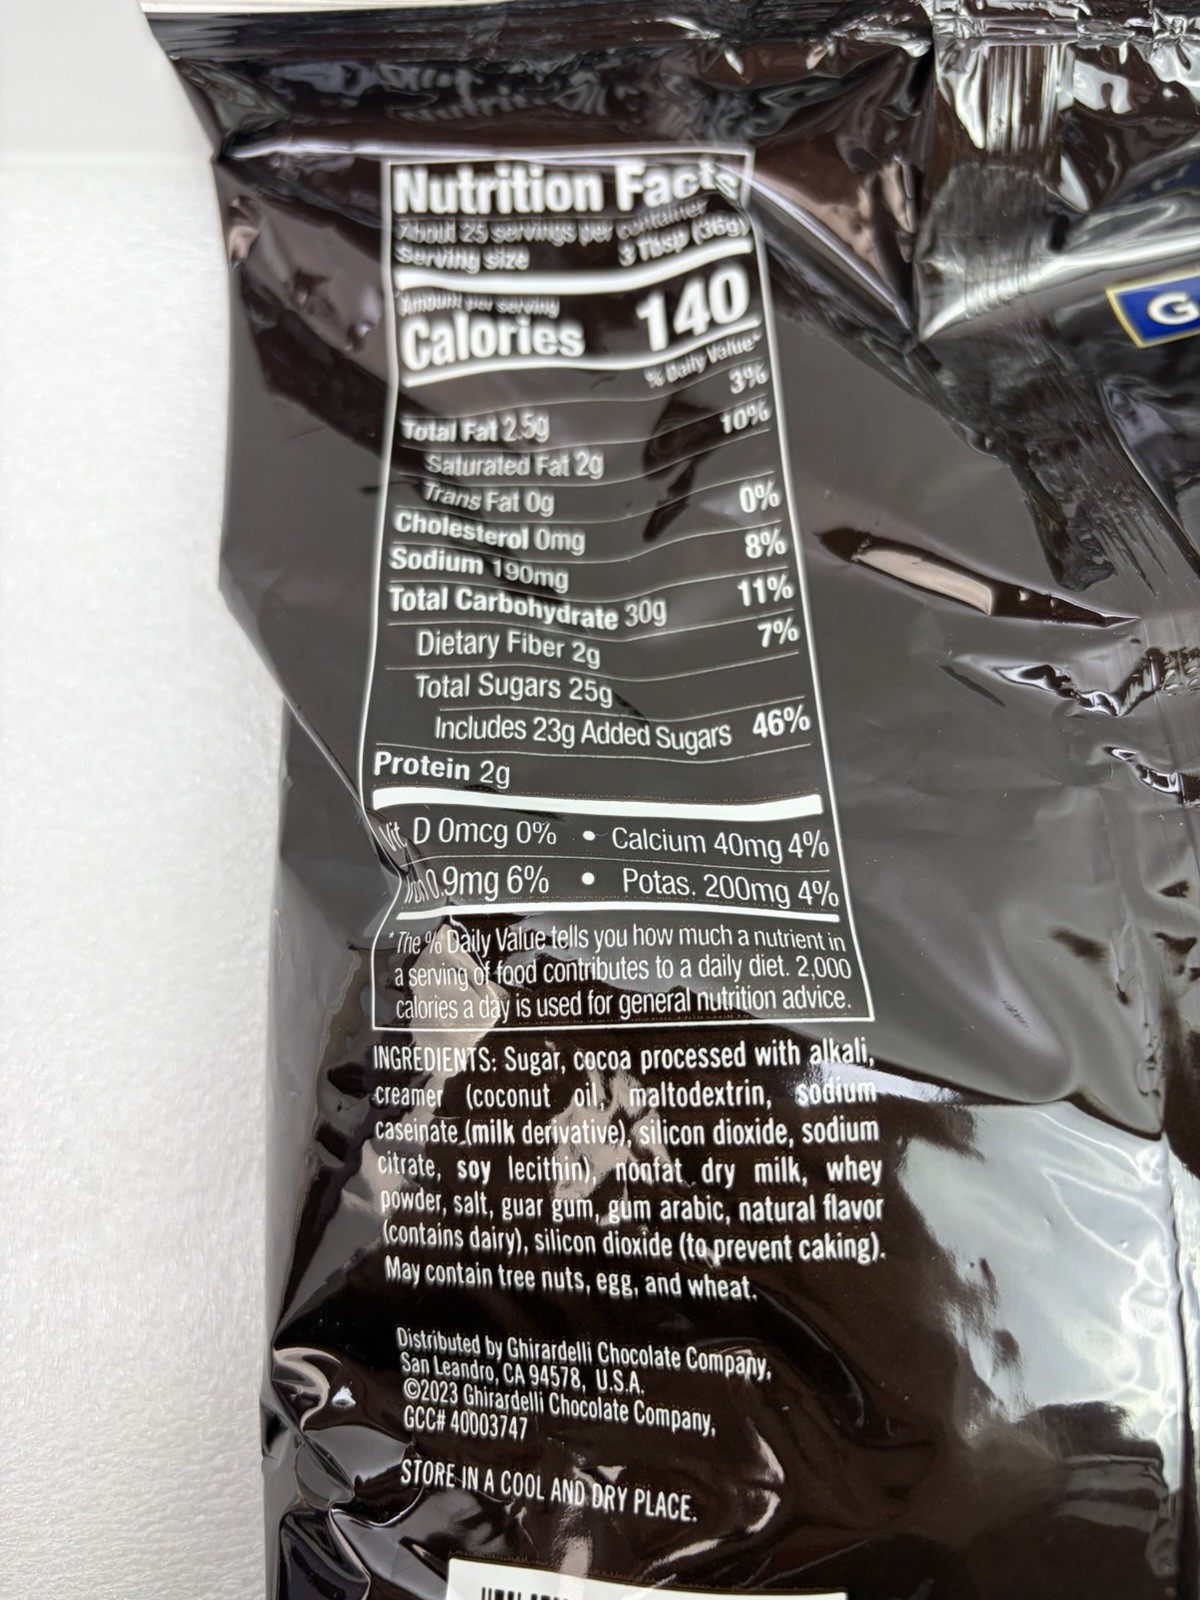 Nutrition Facts
About 25 servings per container
Serving size 3 Tbsp (36g)
Amount per serving
Calories 140
% Daily Value*
Total Fat 2.5g 3%
Saturated Fat 2g 10%
Trans Fat 0g
Cholesterol 0mg 0%
Sodium 190mg 8%
Total Carbohydrate 30g 11%
Dietary Fiber 2g 7%
Total Sugars 25g
Includes 23g Added Sugars 46%
Protein 2g
Vit. D 0mcg 0% • Calcium 40mg 4%
Iron 0.9mg 6% • Potas. 200mg 4%
* The % Daily Value tells you how much a nutrient in
a serving of food contributes to a daily diet. 2,000
calories a day is used for general nutrition advice.
INGREDIENTS: Sugar, cocoa processed with alkali,
creamer (coconut oil, maltodextrin, sodium
caseinate (milk derivative), silicon dioxide, sodium
citrate, soy lecithin), nonfat dry milk, whey
powder, salt, guar gum, gum arabic, natural flavor
(contains dairy), silicon dioxide (to prevent caking).
May contain tree nuts, egg, and wheat.
Distributed by Ghirardelli Chocolate Company,
San Leandro, CA 94578, U.S.A.
©2023 Ghirardelli Chocolate Company,
GCC# 40003747
STORE IN A COOL AND DRY PLACE.
G